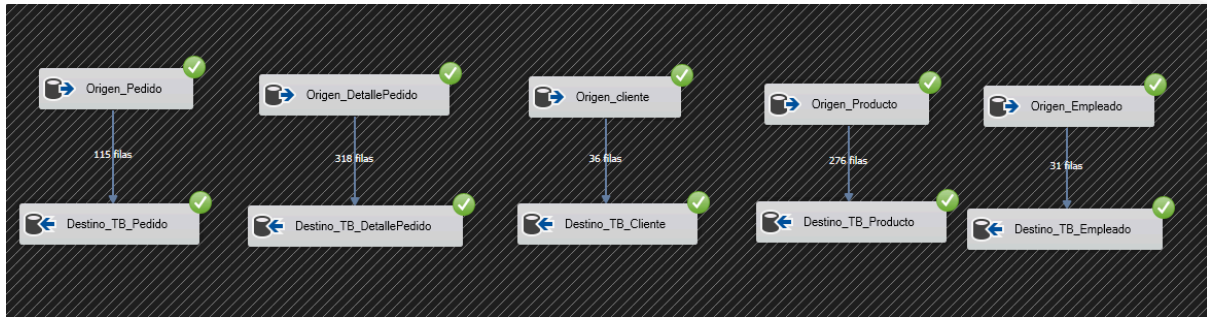 Origen_Pedido
Origen_DetallePedido
Origen_cliente
Origen_Producto
Origen_Empleado
115 filas
318 filas
36 filas
276 filas
31 filas
Destino_TB_Pedido
Destino_TB_DetallePedido
Destino_TB_Cliente
Destino_TB_Producto
Destino_TB_Empleado